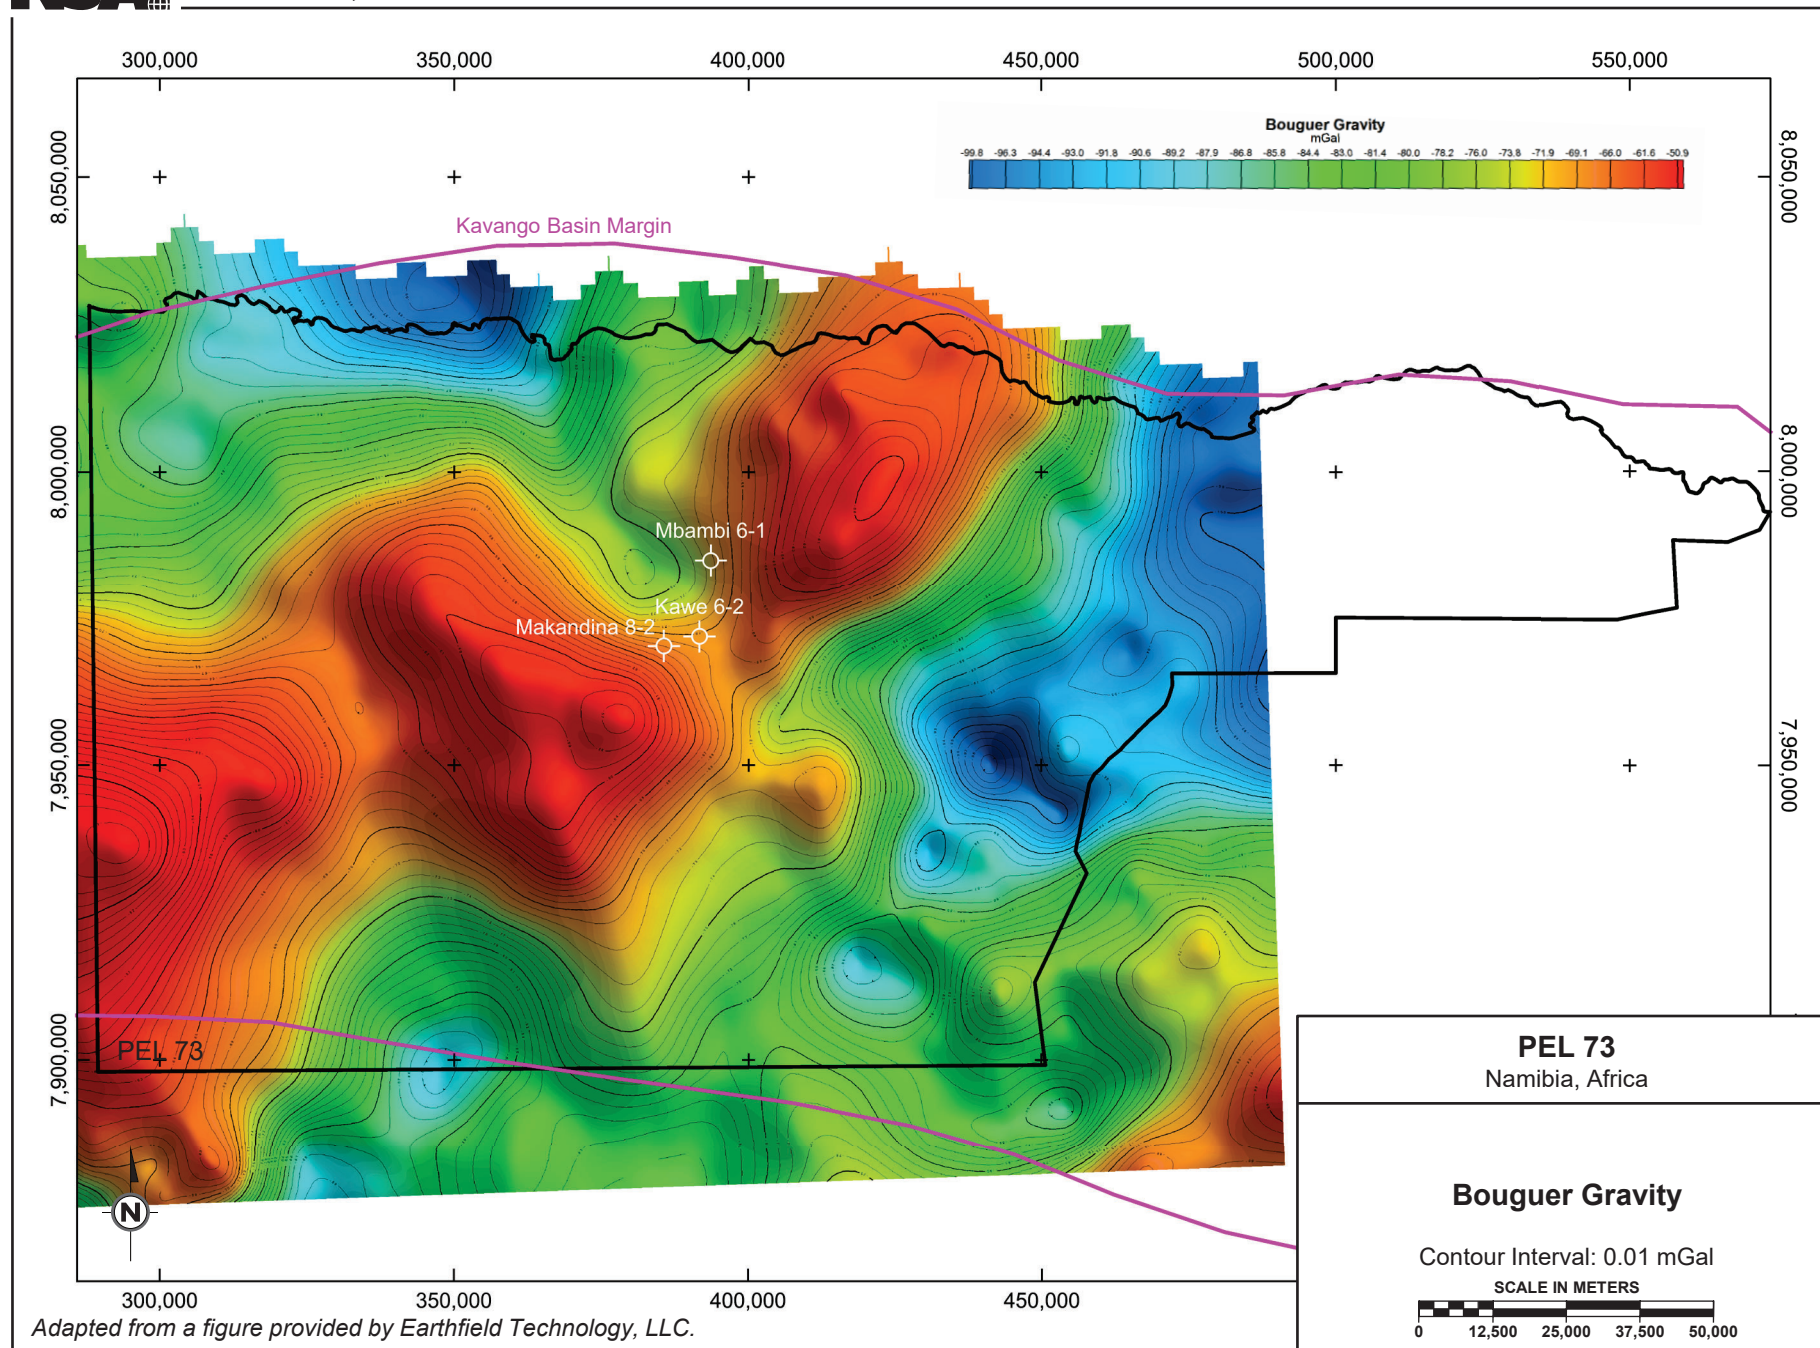 300,000
350,000
400,000
450,000
500,000
550,000
8,050,000
8,050,000
Bouguer Gravity
mGal
-99.8 -96.3 -94.4 -93.0 -91.8 -90.6 -89.2 -87.9 -86.8 -85.8 -84.4 -83.0 -81.4 -80.0 -78.2 -76.0 -73.8 -71.9 -69.1 -66.0 -61.6 -50.9
Kavango Basin Margin
8,000,000
8,000,000
Mbambi 6-1
Kawe 6-2
Makandina 8-2
7,950,000
7,950,000
7,900,000
PEL 73
N
300,000
350,000
400,000
450,000
PEL 73
Namibia, Africa
Bouguer Gravity
Contour Interval: 0.01 mGal
SCALE IN METERS
0 12,500 25,000 37,500 50,000
Adapted from a figure provided by Earthfield Technology, LLC.